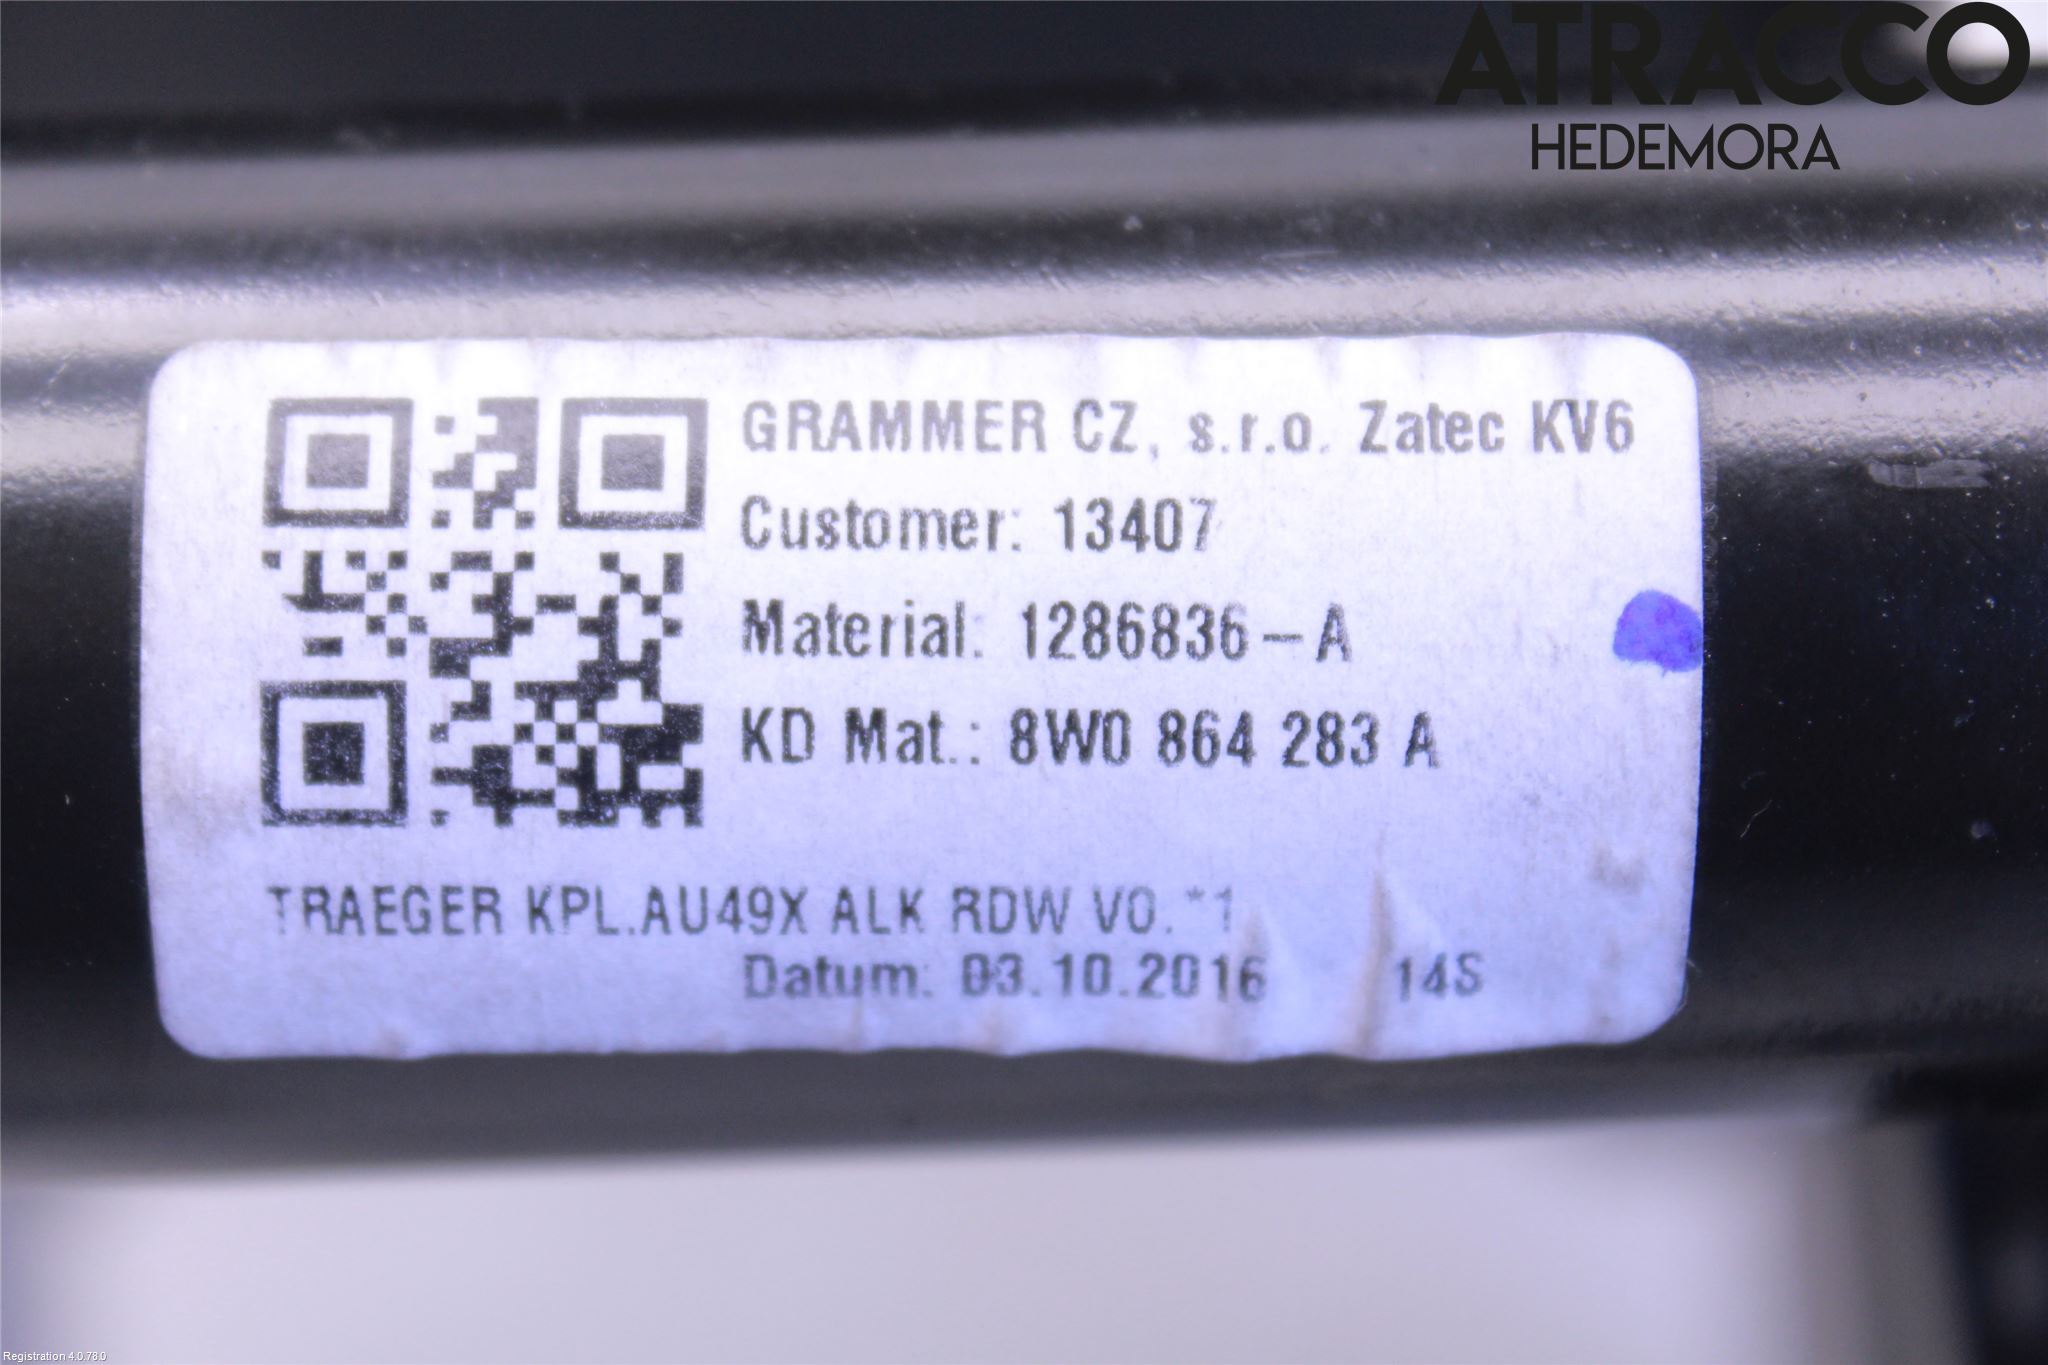 ATRACCO
HEDEMORA
GRAMMER CZ, s.r.o. Zatec KV6
Customer: 13407
Material: 1286836-A
KD Mat.: 8W0 864 283 A
TRAEGER KPL.AU49X ALK RDW VO.*1
Datum: 03.10.2016 14S
Registration 4.0.78.0